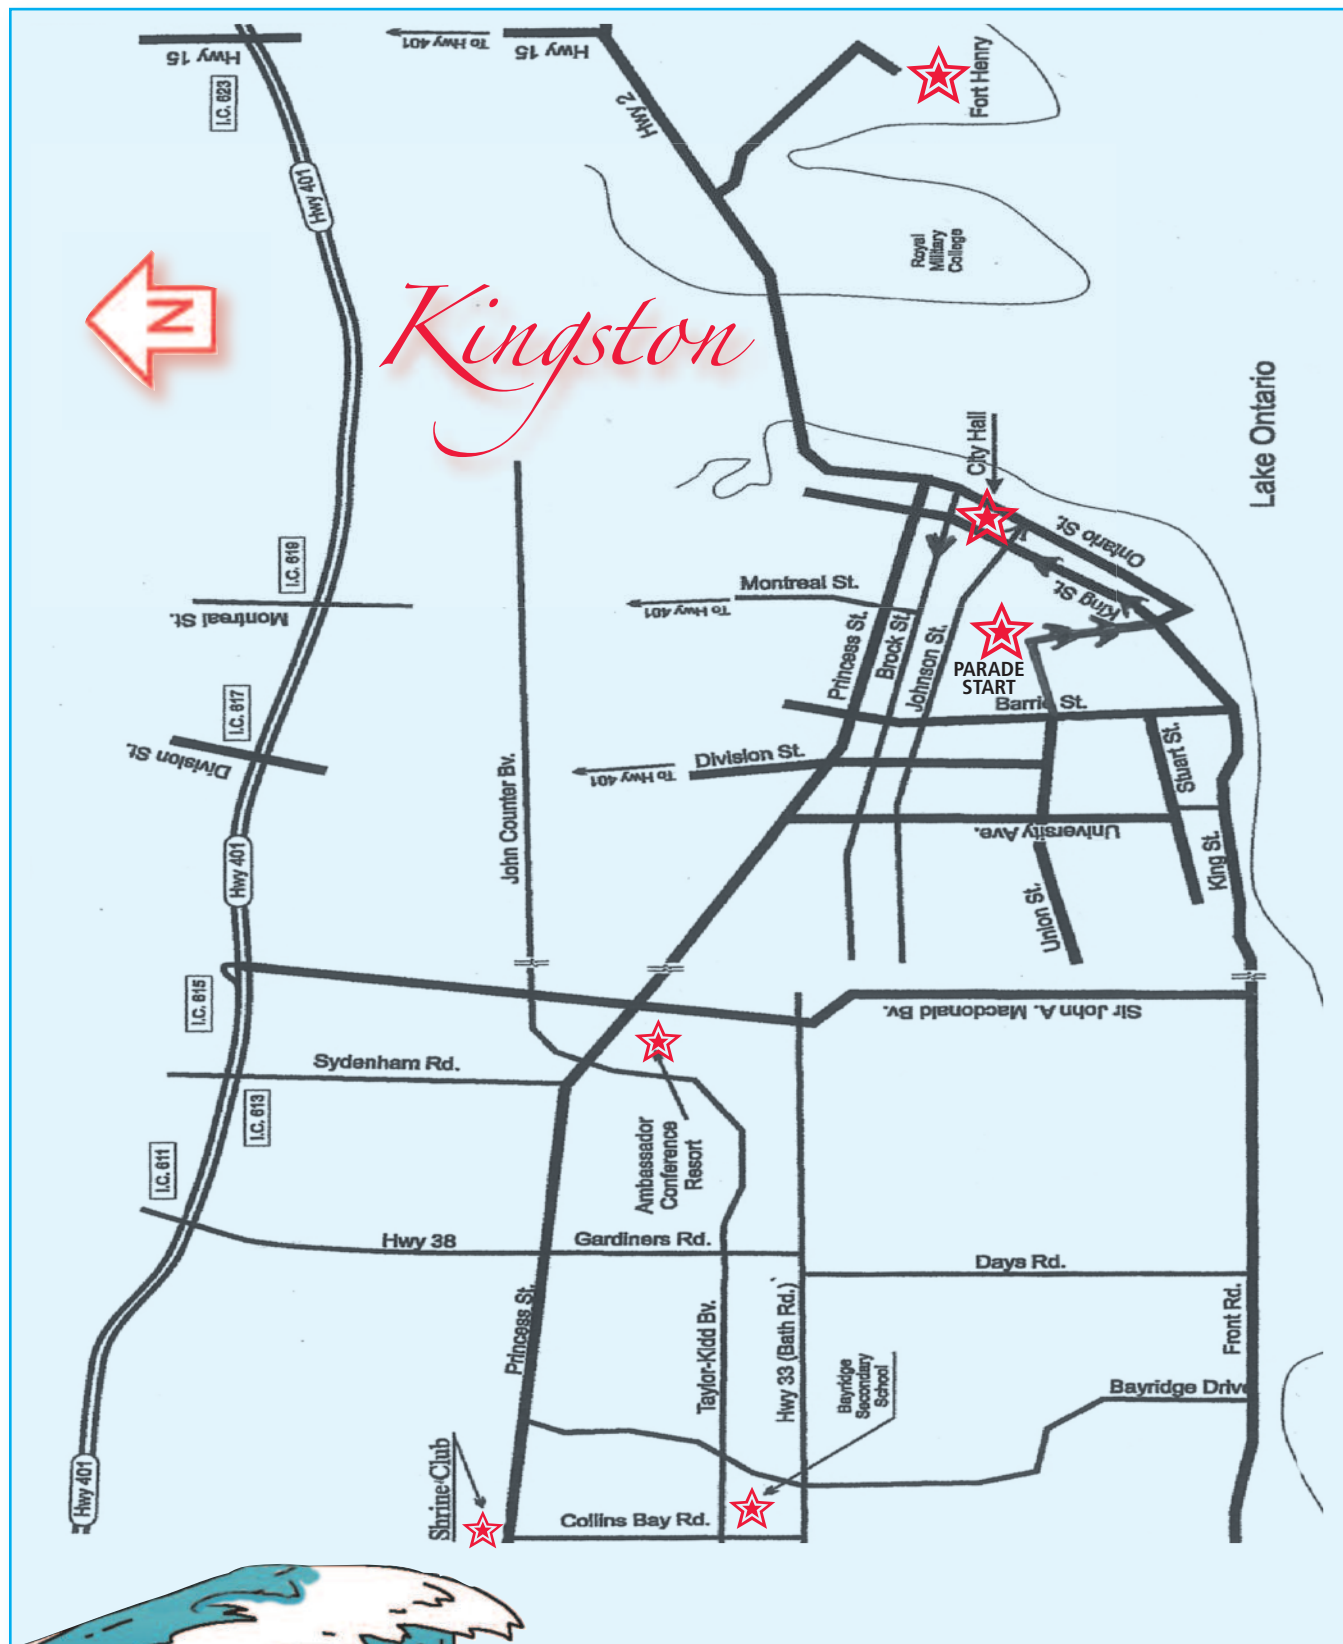 Hwy 15
I.C. 623
Hwy 401
To Hwy 401
Hwy 15
Hwy 2
Fort Henry
Royal
Military
College
N
Kingston
Lake Ontario
City Hall
Ontario St.
King St.
Montreal St.
To Hwy 401
PARADE
START
Princess St.
Brock St.
Johnson St.
Barrie St.
Division St.
To Hwy 401
Stuart St.
University Ave.
King St.
Union St.
I.C. 619
Montreal St.
I.C. 617
Division St.
John Counter Bv.
Hwy 401
I.C. 615
Sir John A. Macdonald Bv.
Sydenham Rd.
I.C. 613
I.C. 611
Ambassador
Conference
Resort
Hwy 38
Gardiners Rd.
Days Rd.
Princess St.
Taylor-Kidd Bv.
Hwy 33 (Bath Rd.)
Front Rd.
Bayridge
Secondary
School
Bayridge Drive
Hwy 401
Shrine Club
Collins Bay Rd.